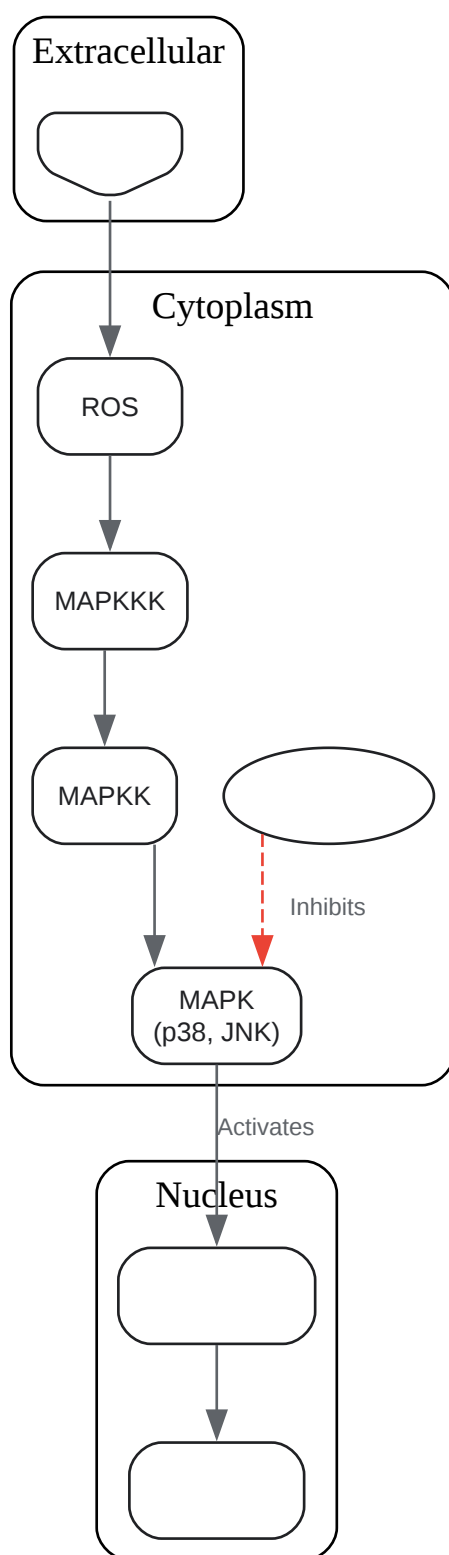 Extracellular
Cytoplasm
ROS
MAPKKK
MAPKK
Inhibits
MAPK
(p38, JNK)
Activates
Nucleus